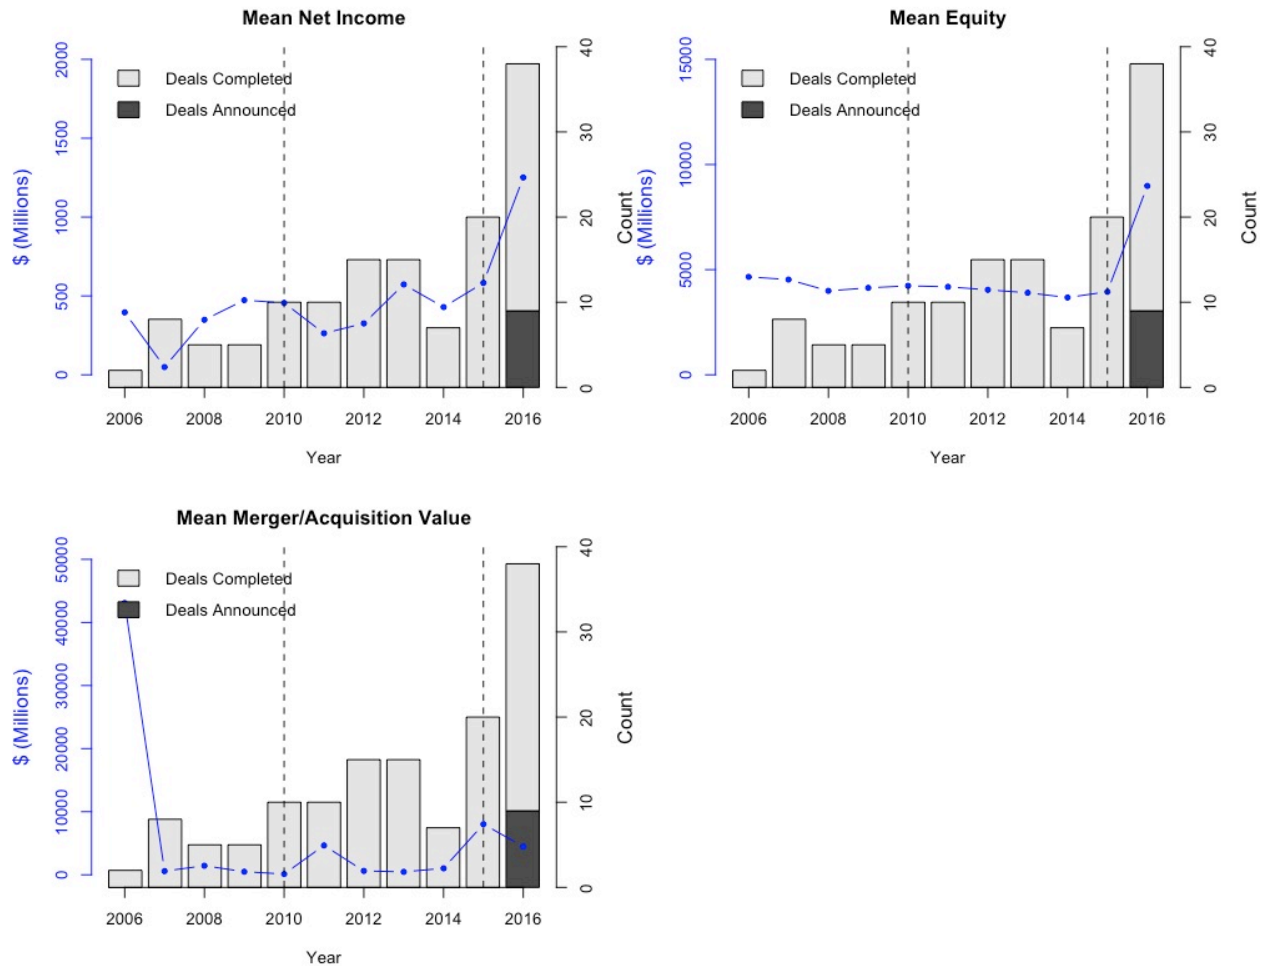 Mean Net Income
$ (Millions)
0
500
1000
1500
2000
Deals Completed
Deals Announced
0
10
20
30
40
Count
2006
2008
2010
2012
2014
2016
Year
Mean Equity
$ (Millions)
0
5000
10000
15000
Deals Completed
Deals Announced
0
10
20
30
40
Count
2006
2008
2010
2012
2014
2016
Year
Mean Merger/Acquisition Value
$ (Millions)
0
10000
20000
30000
40000
50000
Deals Completed
Deals Announced
0
10
20
30
40
Count
2006
2008
2010
2012
2014
2016
Year